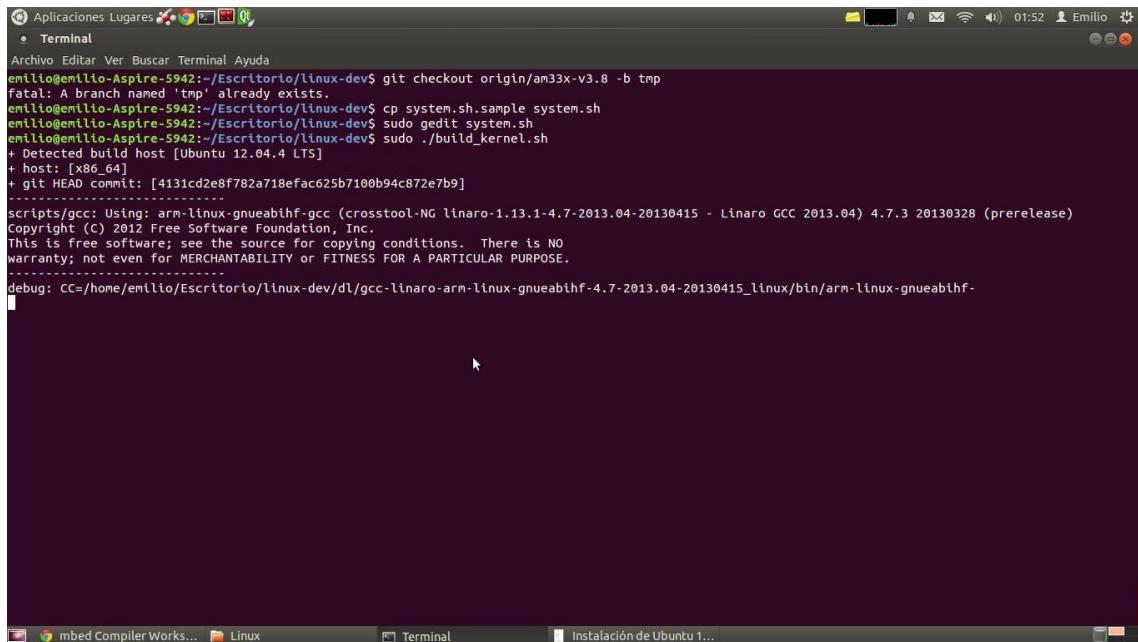 Aplicaciones Lugares 01:52 Emilio
Terminal
Archivo Editar Ver Buscar Terminal Ayuda
emilio@emilio-Aspire-5942:~/Escritorio/linux-dev$ git checkout origin/am33x-v3.8 -b tmp
fatal: A branch named 'tmp' already exists.
emilio@emilio-Aspire-5942:~/Escritorio/linux-dev$ cp system.sh.sample system.sh
emilio@emilio-Aspire-5942:~/Escritorio/linux-dev$ sudo gedit system.sh
emilio@emilio-Aspire-5942:~/Escritorio/linux-dev$ sudo ./build_kernel.sh
+ Detected build host [Ubuntu 12.04.4 LTS]
+ host: [x86_64]
+ git HEAD commit: [4131cd2e8f782a718efac625b7100b94c872e7b9]
-----------------------------
scripts/gcc: Using: arm-linux-gnueabihf-gcc (crosstool-NG linaro-1.13.1-4.7-2013.04-20130415 - Linaro GCC 2013.04) 4.7.3 20130328 (prerelease)
Copyright (C) 2012 Free Software Foundation, Inc.
This is free software; see the source for copying conditions.  There is NO
warranty; not even for MERCHANTABILITY or FITNESS FOR A PARTICULAR PURPOSE.
-----------------------------
debug: CC=/home/emilio/Escritorio/linux-dev/dl/gcc-linaro-arm-linux-gnueabihf-4.7-2013.04-20130415_linux/bin/arm-linux-gnueabihf-
mbed Compiler Works... Linux Terminal Instalación de Ubuntu 1...